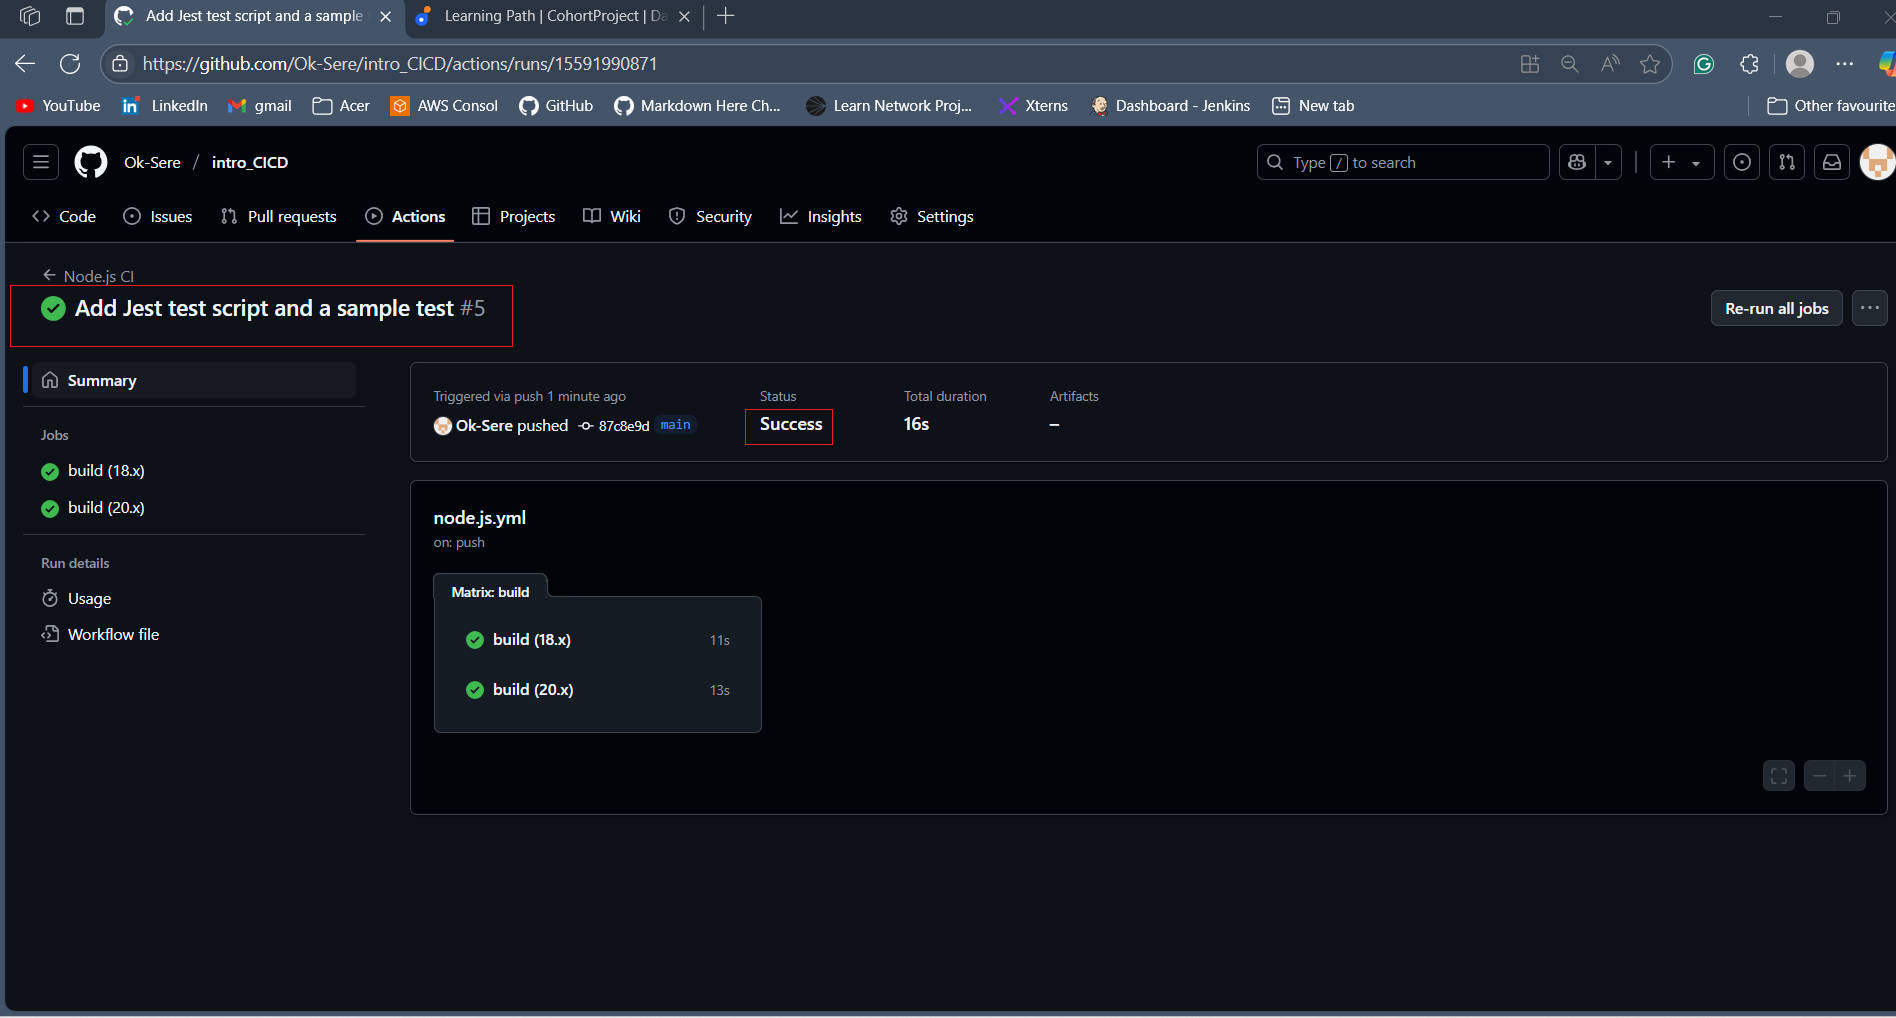 Add Jest test script and a sample
Learning Path | CohortProject | Da
https://github.com/Ok-Sere/intro_CICD/actions/runs/15591990871
YouTube
LinkedIn
gmail
Acer
AWS Consol
GitHub
Markdown Here Ch...
Learn Network Proj...
Xterns
Dashboard - Jenkins
New tab
Other favourite
Ok-Sere / intro_CICD
Type / to search
Code
Issues
Pull requests
Actions
Projects
Wiki
Security
Insights
Settings
Node.js CI
Add Jest test script and a sample test #5
Re-run all jobs
Summary
Jobs
build (18.x)
build (20.x)
Run details
Usage
Workflow file
Triggered via push 1 minute ago
Ok-Sere pushed 87c8e9d main
Status
Success
Total duration
16s
Artifacts
–
node.js.yml
on: push
Matrix: build
build (18.x) 11s
build (20.x) 13s